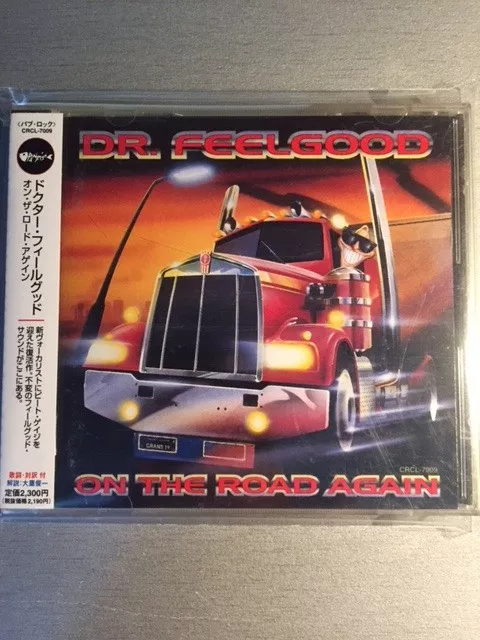 〈パブ・ロック〉
CRCL-7009
ドクター・フィールグッド
オン・ザ・ロード・アゲイン
新ヴォーカリストにピート・ゲイジを
迎えた復活作。不変のフィールグッド・
サウンドがここにある。
歌詞・対訳 付
解説:大鷹俊一
定価2,300円
(税抜価格2,190円)
DR. FEELGOOD
GRAND
CRCL-7009
ON THE ROAD AGAIN